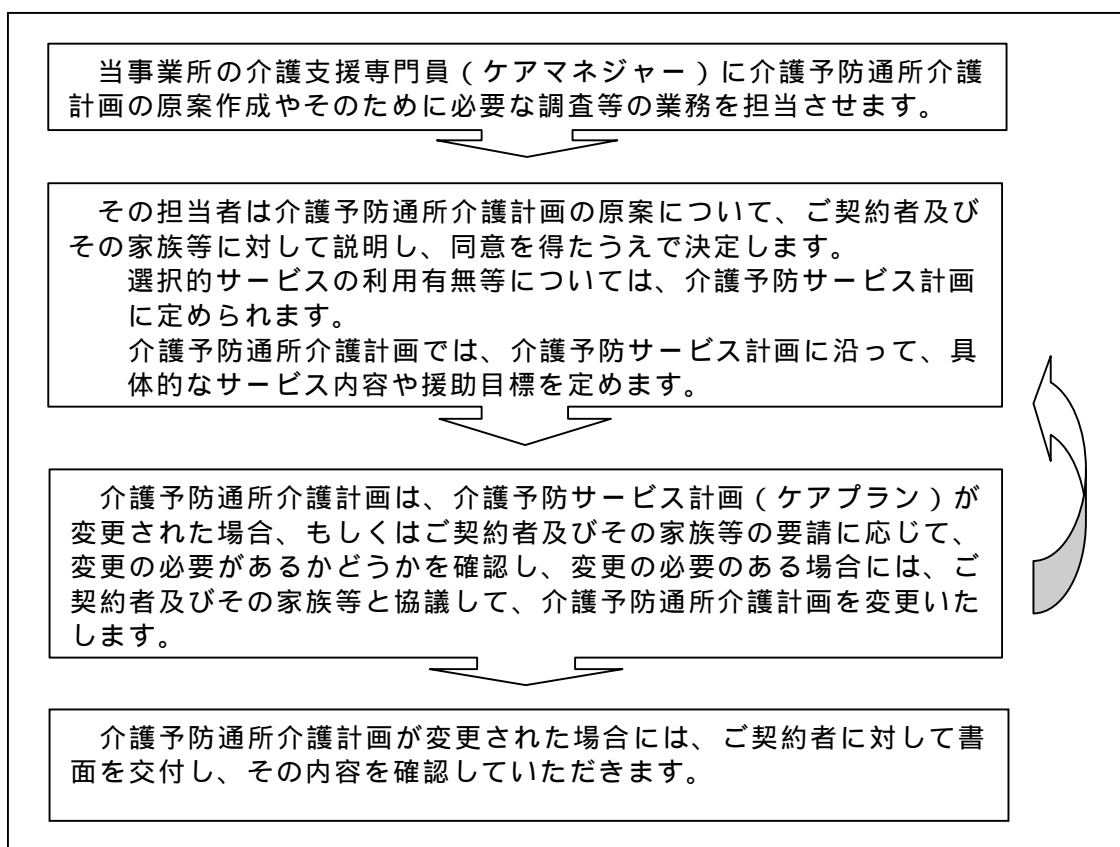 当事業所の介護支援専門員（ケアマネジャー）に介護予防通所介護
計画の原案作成やそのために必要な調査等の業務を担当させます。
その担当者は介護予防通所介護計画の原案について、ご契約者及び
その家族等に対して説明し、同意を得たうえで決定します。
選択的サービスの利用有無等については、介護予防サービス計画
に定められます。
介護予防通所介護計画では、介護予防サービス計画に沿って、具
体的なサービス内容や援助目標を定めます。
介護予防通所介護計画は、介護予防サービス計画（ケアプラン）が
変更された場合、もしくはご契約者及びその家族等の要請に応じて、
変更の必要があるかどうかを確認し、変更の必要のある場合には、ご
契約者及びその家族等と協議して、介護予防通所介護計画を変更いた
します。
介護予防通所介護計画が変更された場合には、ご契約者に対して書
面を交付し、その内容を確認していただきます。